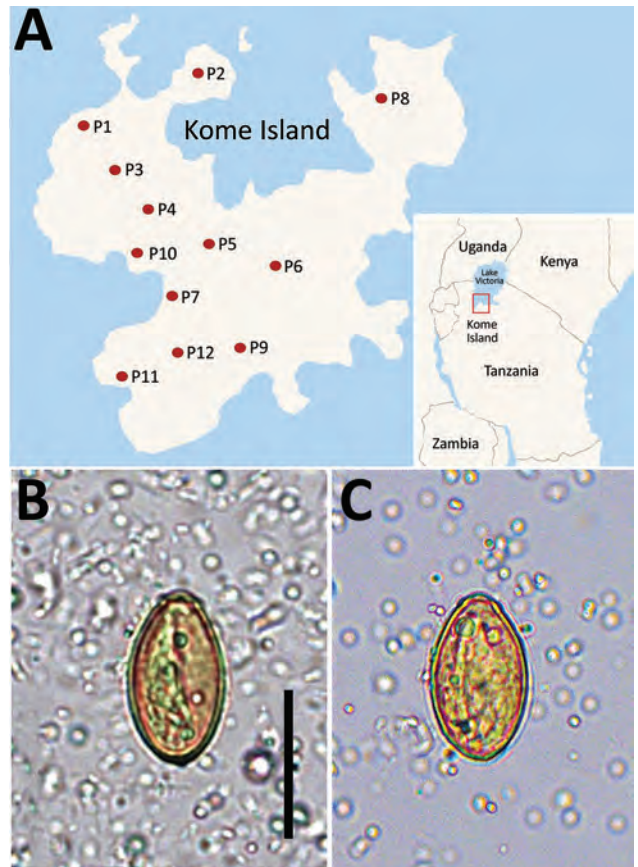 A
P2
P8
Kome Island
P1
P3
P4
P10
P5
P6
P7
P12
P9
P11
Uganda
Kenya
Lake
Victoria
Kome
Island
Tanzania
Zambia
B
C